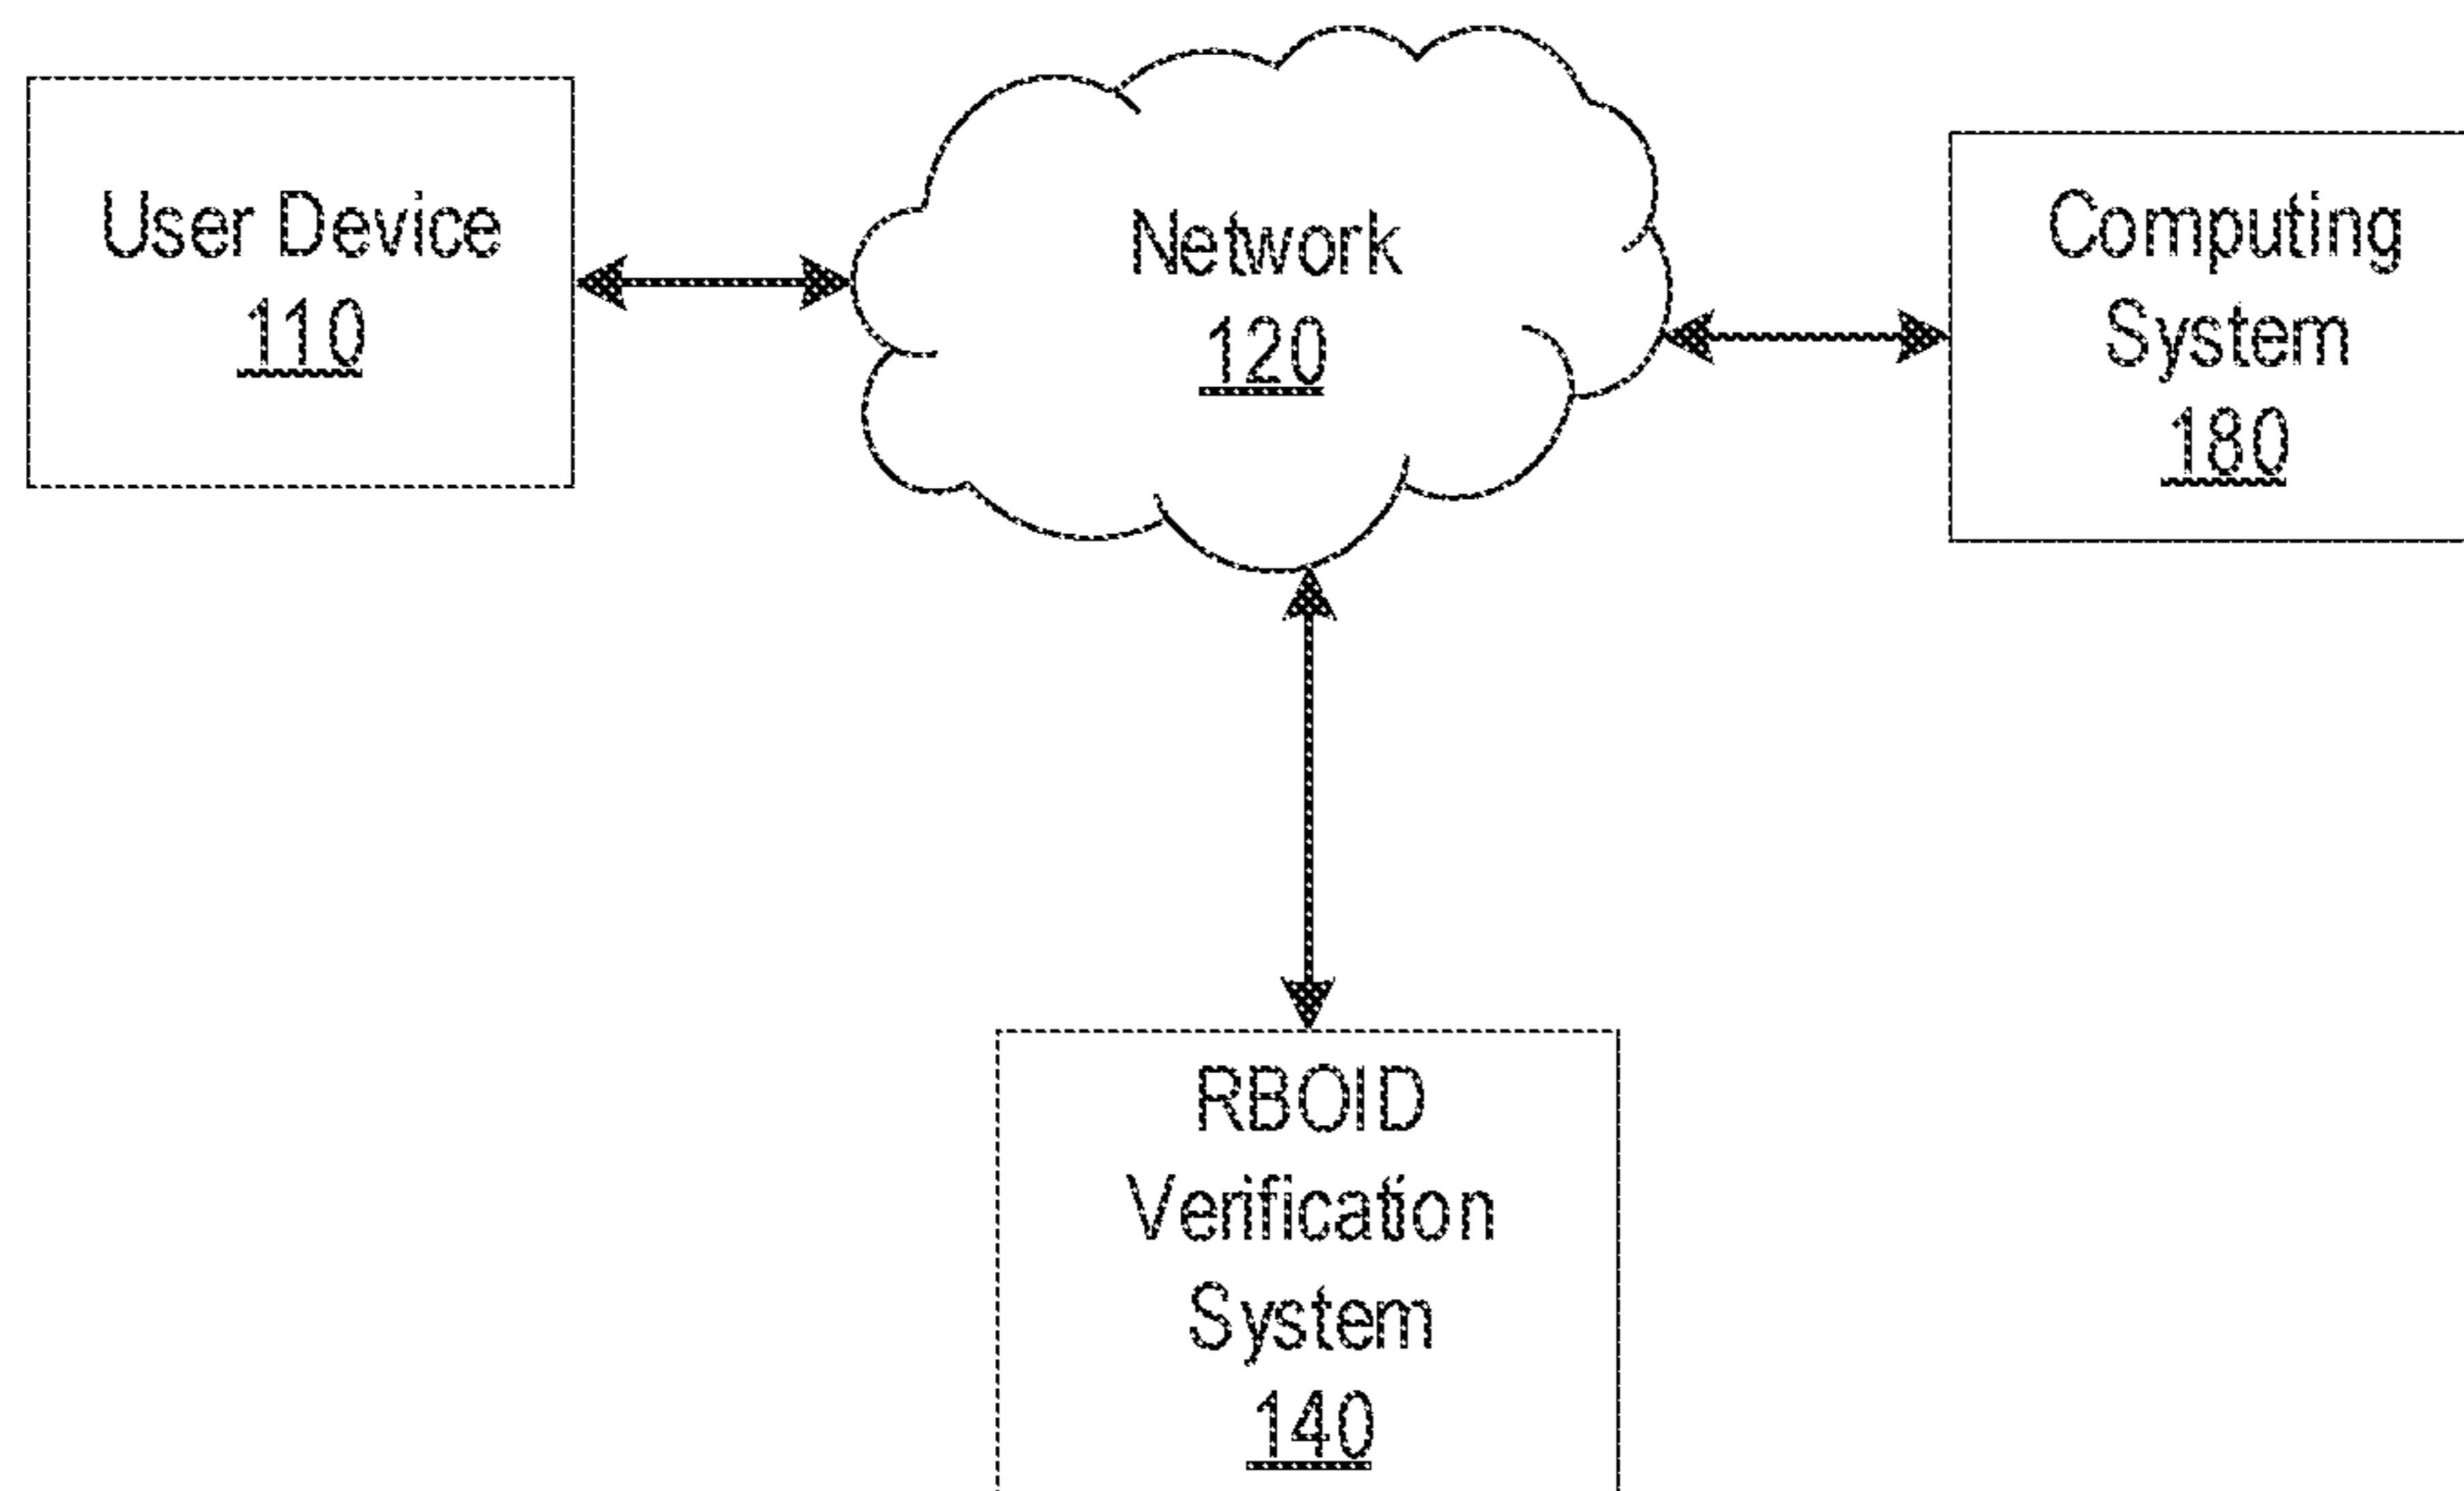 User Device
110
Network
120
Computing
System
180
RBOID
Verification
System
140